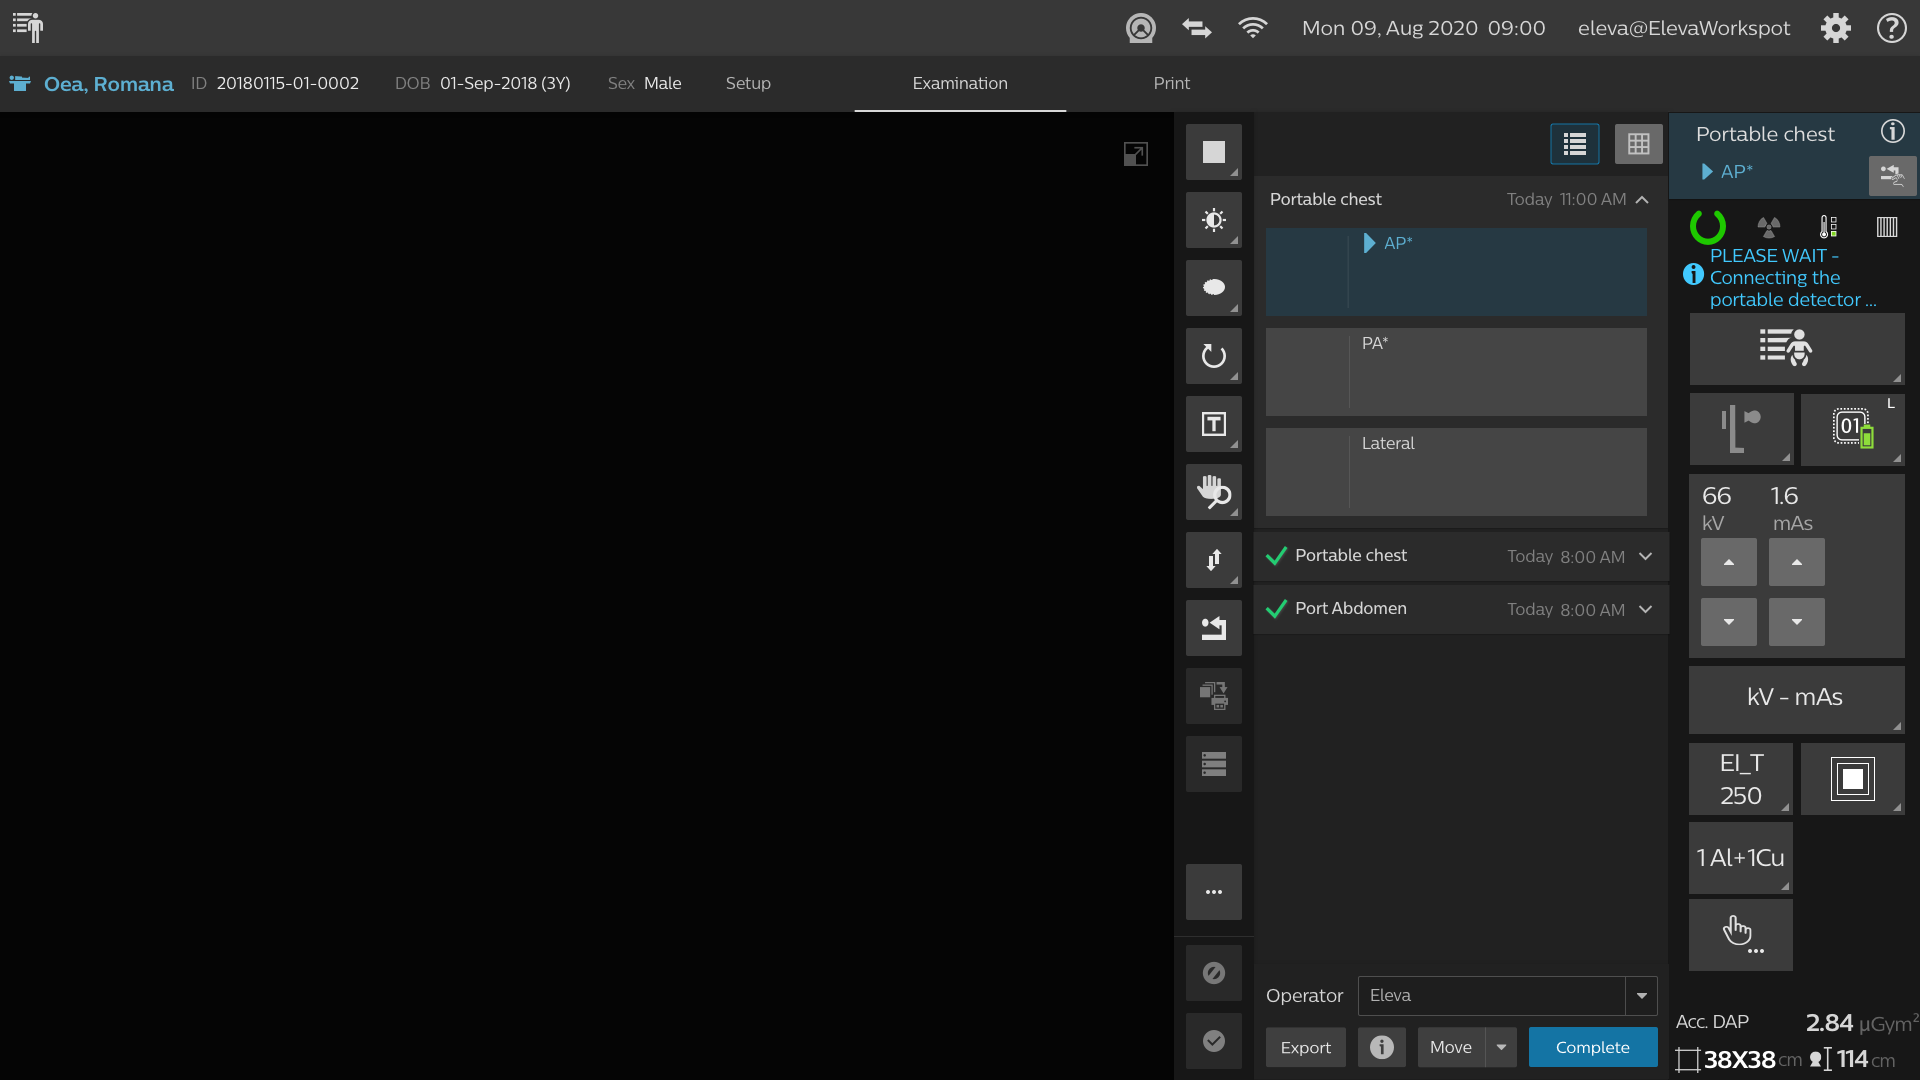 Mon 09, Aug 2020 09:00 eleva@ElevaWorkspot
Oea, Romana ID 20180115-01-0002 DOB 01-Sep-2018 (3Y) Sex Male Setup Examination Print
Portable chest
AP*
Portable chest Today 11:00 AM
AP*
PA*
Lateral
Portable chest Today 8:00 AM
Port Abdomen Today 8:00 AM
Operator Eleva
Export Move Complete
PLEASE WAIT -
Connecting the
portable detector ...
01 L
66 1.6
kV mAs
kV - mAs
EI_T
250
1 Al+1Cu
Acc. DAP 2.84 µGym²
38X38 cm 114 cm